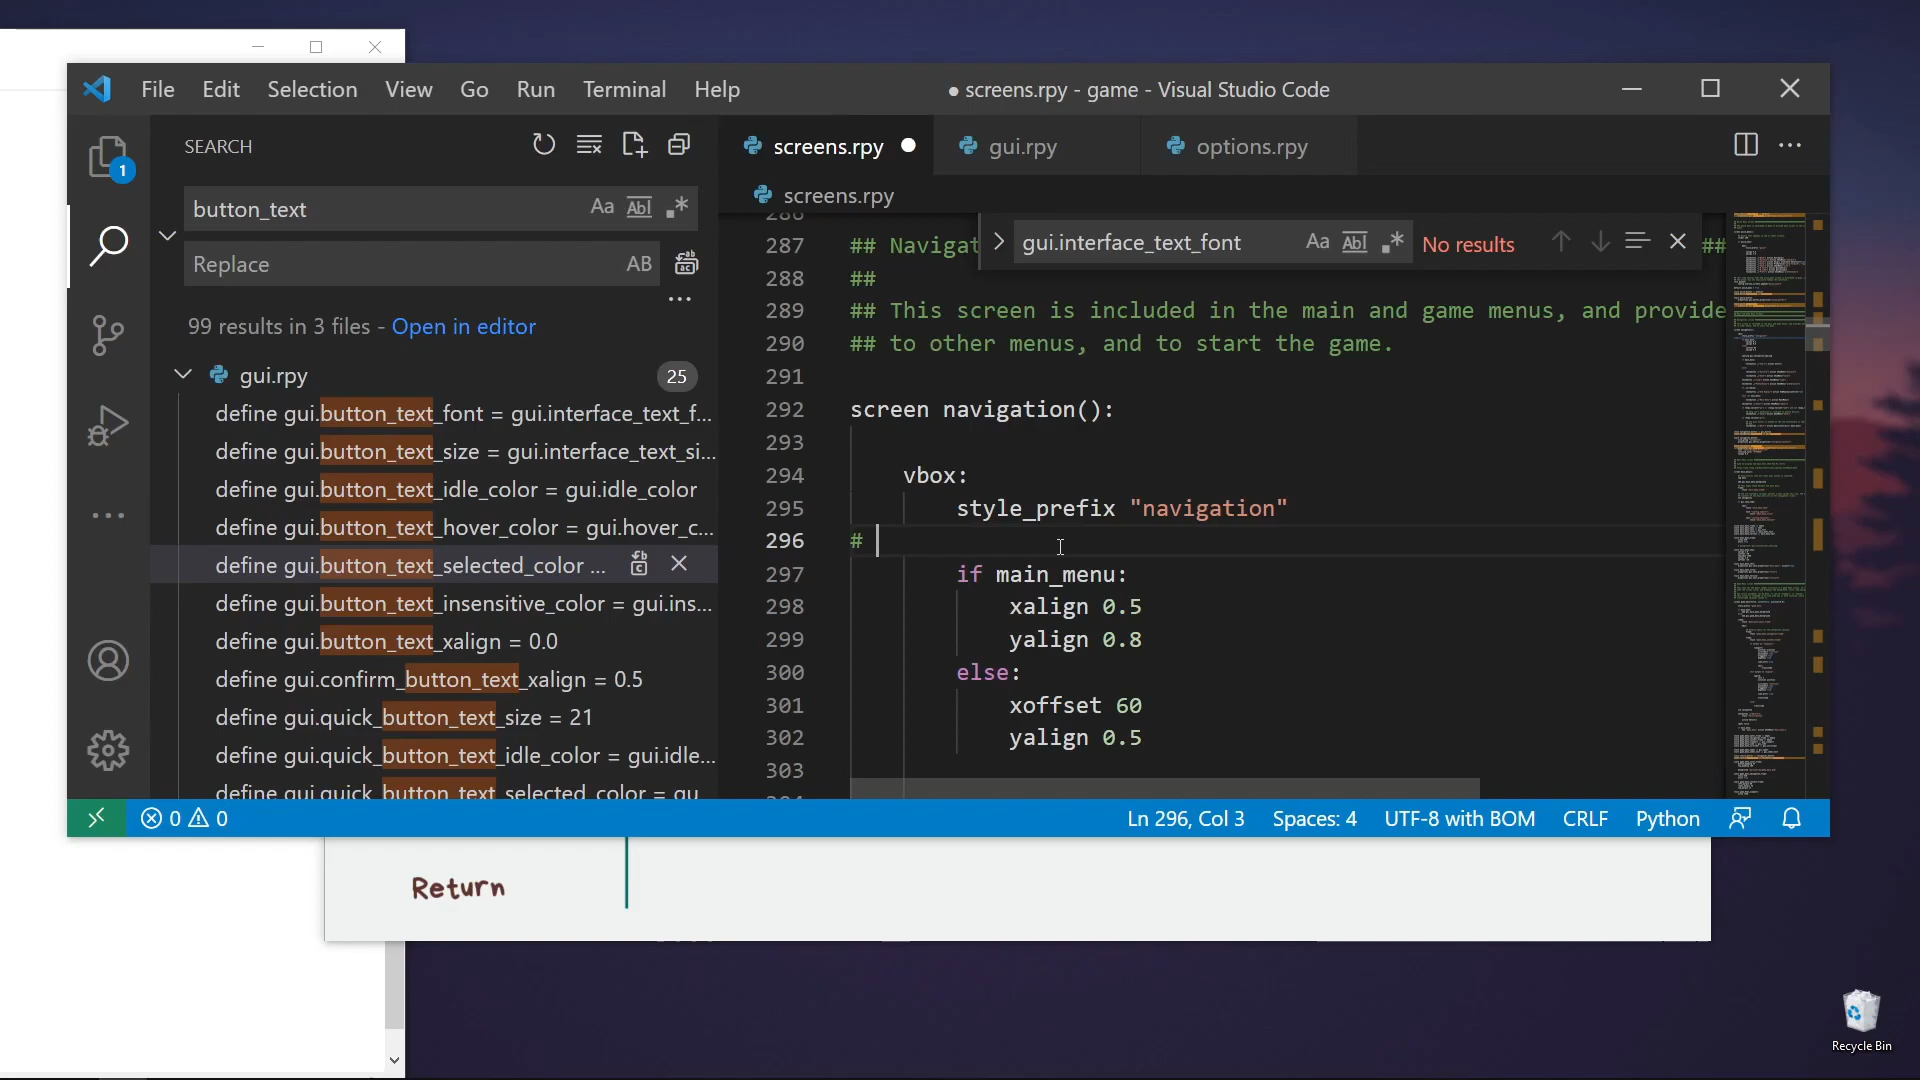 File Edit Selection View Go Run Terminal Help
● screens.rpy - game - Visual Studio Code
1
SEARCH
button_text
Aa Abl .*
Replace
AB
99 results in 3 files - Open in editor
gui.rpy
25
define gui.button_text_font = gui.interface_text_f...
define gui.button_text_size = gui.interface_text_si...
define gui.button_text_idle_color = gui.idle_color
define gui.button_text_hover_color = gui.hover_c...
define gui.button_text_selected_color ...
define gui.button_text_insensitive_color = gui.ins...
define gui.button_text_xalign = 0.0
define gui.confirm_button_text_xalign = 0.5
define gui.quick_button_text_size = 21
define gui.quick_button_text_idle_color = gui.idle...
define gui.quick_button_text_selected_color = gu
screens.rpy ●
gui.rpy
options.rpy
screens.rpy
gui.interface_text_font
Aa Abl .*
No results
286
287 ## Navigat ##
288 ##
289 ## This screen is included in the main and game menus, and provide
290 ## to other menus, and to start the game.
291
292 screen navigation():
293
294 vbox:
295 style_prefix "navigation"
296 #
297 if main_menu:
298 xalign 0.5
299 yalign 0.8
300 else:
301 xoffset 60
302 yalign 0.5
303
0 0
Ln 296, Col 3 Spaces: 4 UTF-8 with BOM CRLF Python
Return
Recycle Bin